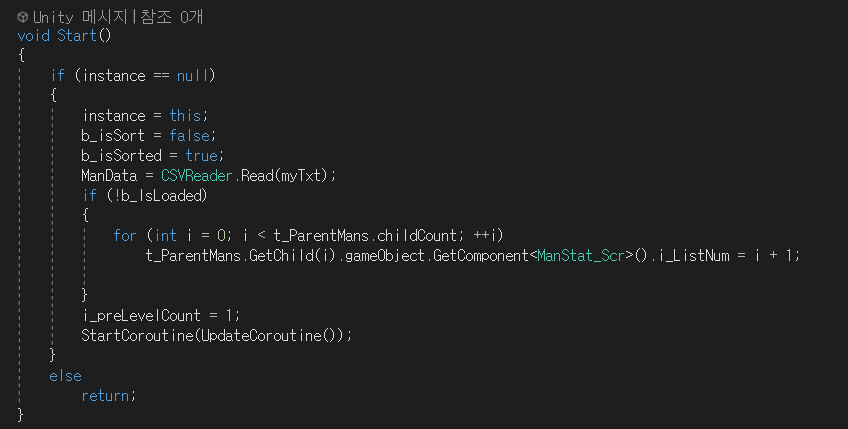 Unity 메시지|참조 0개
void Start()
{
    if (instance == null)
    {
        instance = this;
        b_isSort = false;
        b_isSorted = true;
        ManData = CSVReader.Read(myTxt);
        if (!b_IsLoaded)
        {
            for (int i = 0; i < t_ParentMans.childCount; ++i)
                t_ParentMans.GetChild(i).gameObject.GetComponent<ManStat_Scr>().i_ListNum = i + 1;
        }
        i_preLevelCount = 1;
        StartCoroutine(UpdateCoroutine());
    }
    else
        return;
}